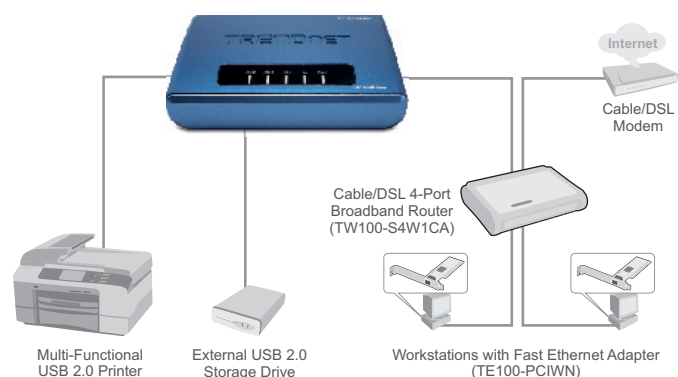 TRENDnet
Internet
Cable/DSL
Modem
Cable/DSL 4-Port
Broadband Router
(TW100-S4W1CA)
Multi-Functional
USB 2.0 Printer
External USB 2.0
Storage Drive
Workstations with Fast Ethernet Adapter
(TE100-PCIWN)